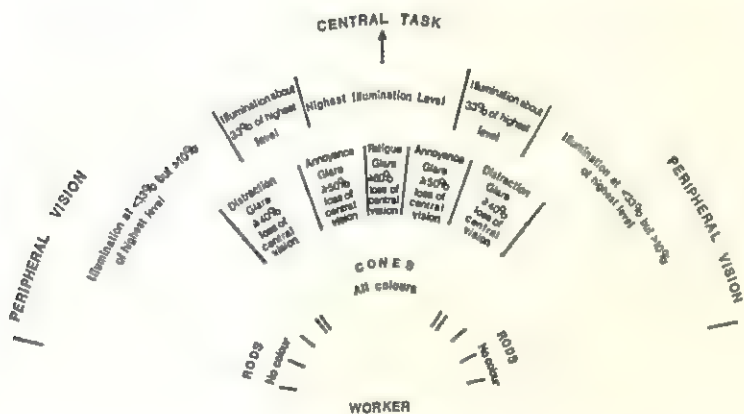 CENTRAL TASK
Illumination about
33% of highest
level
Highest Illumination Level
Illumination about
33% of highest
level
PERIPHERAL VISION
Illumination at <33% but >10%
of highest level
Distraction
Glare
≥40%
loss of
central
vision
Annoyance
Glare
≥50%
loss of
central
vision
Fatigue
Glare
loss of
central
vision
Annoyance
Glare
≥50%
loss of
central
vision
Distraction
Glare
≥40%
loss of
central
vision
Illumination at <33% but >10%
of highest level
PERIPHERAL VISION
CONES
All colours
RODS
No colour
RODS
No colour
WORKER